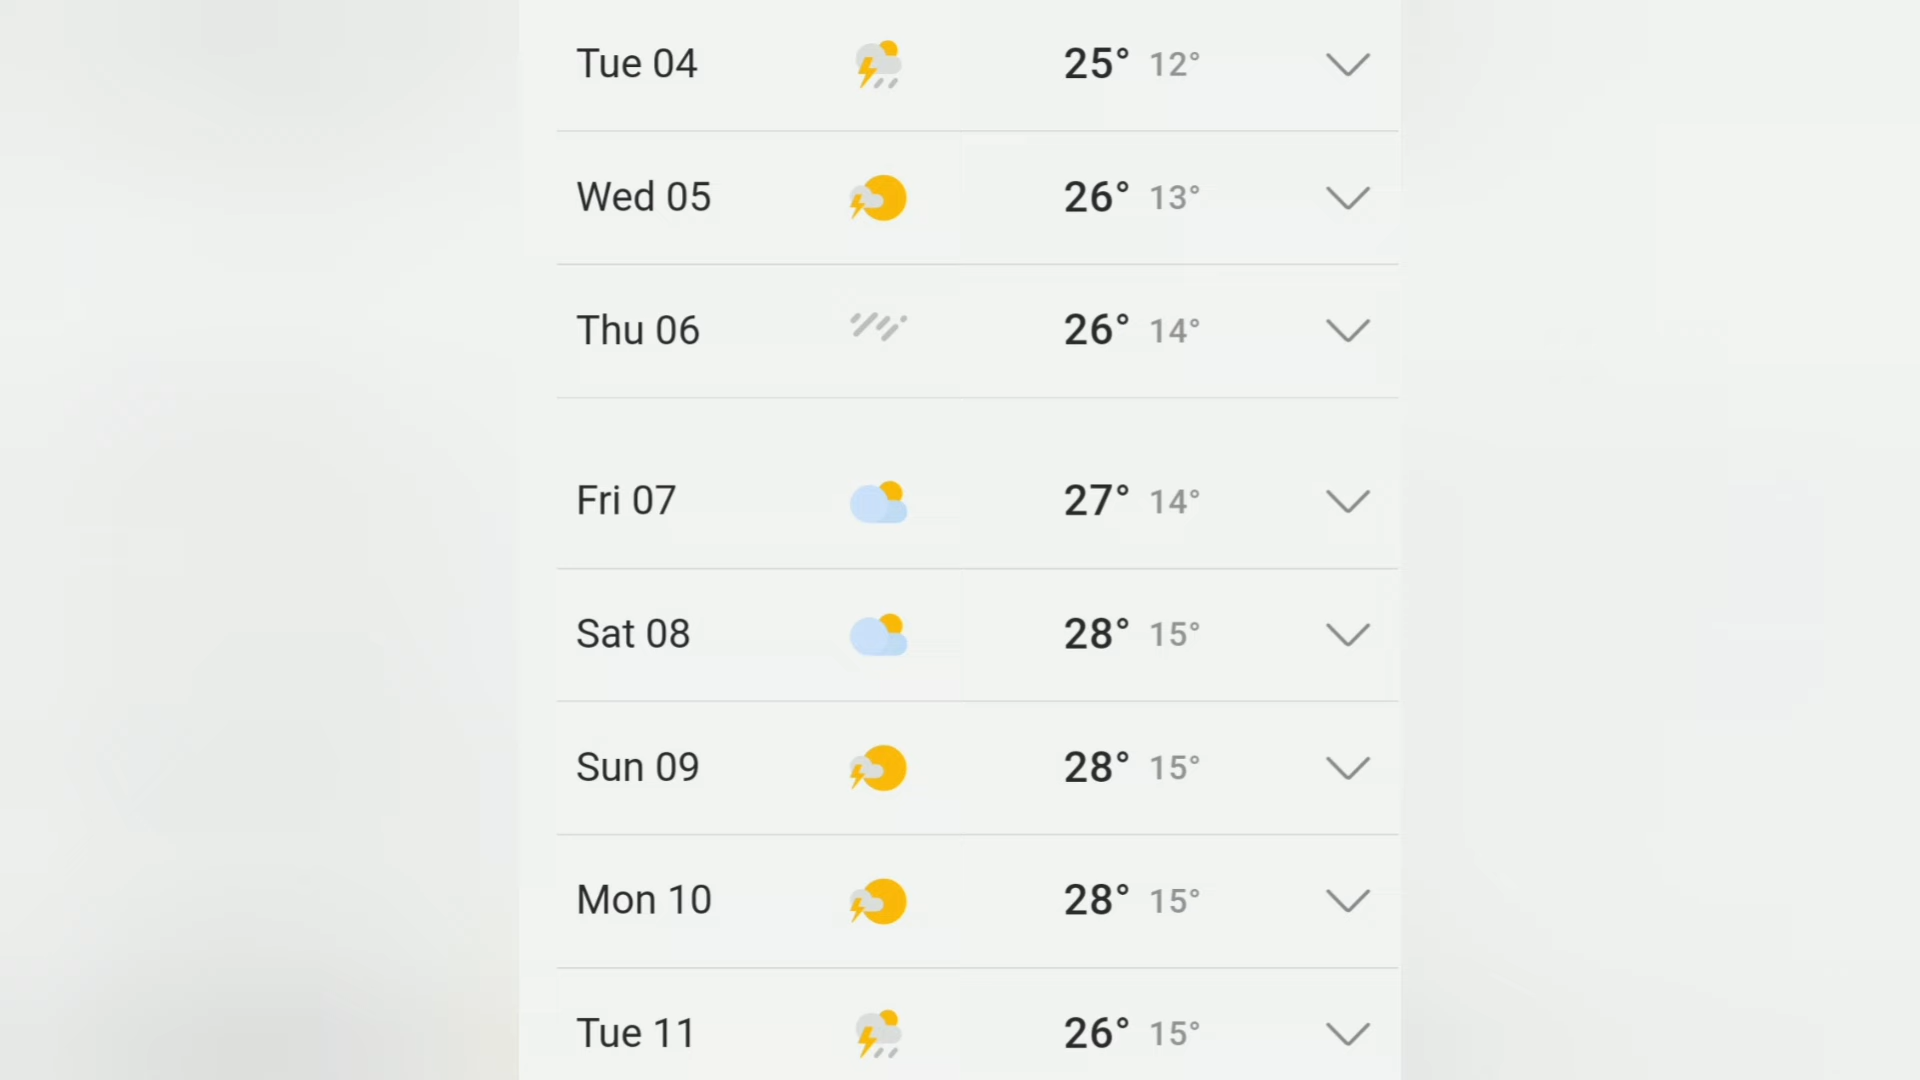 Tue 04 25° 12°
Wed 05 26° 13°
Thu 06 26° 14°
Fri 07 27° 14°
Sat 08 28° 15°
Sun 09 28° 15°
Mon 10 28° 15°
Tue 11 26° 15°